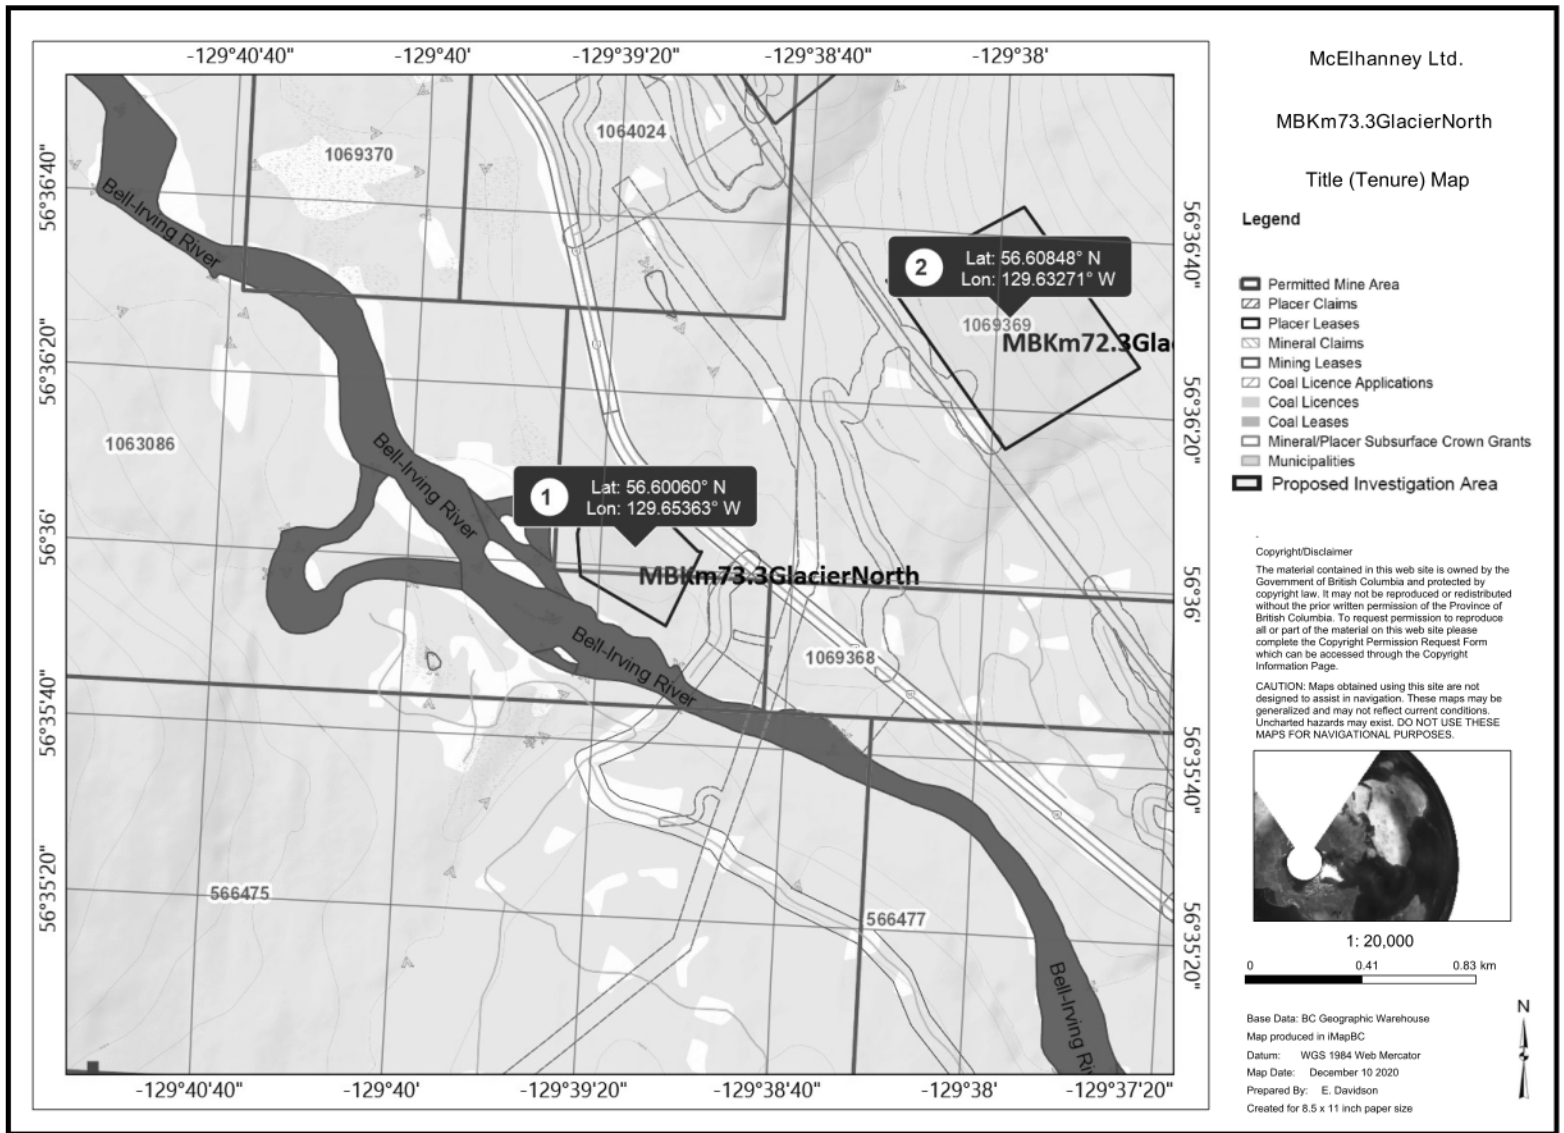 -129°40'40"
-129°40'
-129°39'20"
-129°38'40"
-129°38'
56°36'40"
56°36'20"
56°36'
56°35'40"
56°35'20"
1069370
1064024
Bell-Irving River
2
Lat: 56.60848° N
Lon: 129.63271° W
1069369
MBKm72.3Gla
1063086
Bell-Irving River
1
Lat: 56.60060° N
Lon: 129.65363° W
MBKm73.3GlacierNorth
Bell-Irving River
1069368
566475
566477
Bell-Irving Ri
56°36'40"
56°36'20"
56°36'
56°35'40"
56°35'20"
-129°40'40"
-129°40'
-129°39'20"
-129°38'40"
-129°38'
-129°37'20"
McElhanney Ltd.
MBKm73.3GlacierNorth
Title (Tenure) Map
Legend
Permitted Mine Area
Placer Claims
Placer Leases
Mineral Claims
Mining Leases
Coal Licence Applications
Coal Licences
Coal Leases
Mineral/Placer Subsurface Crown Grants
Municipalities
Proposed Investigation Area
Copyright/Disclaimer
The material contained in this web site is owned by the
Government of British Columbia and protected by
copyright law. It may not be reproduced or redistributed
without the prior written permission of the Province of
British Columbia. To request permission to reproduce
all or part of the material on this web site please
complete the Copyright Permission Request Form
which can be accessed through the Copyright
Information Page.
CAUTION: Maps obtained using this site are not
designed to assist in navigation. These maps may be
generalized and may not reflect current conditions.
Uncharted hazards may exist. DO NOT USE THESE
MAPS FOR NAVIGATIONAL PURPOSES.
1: 20,000
0 0.41 0.83 km
N
Base Data: BC Geographic Warehouse
Map produced in iMapBC
Datum: WGS 1984 Web Mercator
Map Date: December 10 2020
Prepared By: E. Davidson
Created for 8.5 x 11 inch paper size